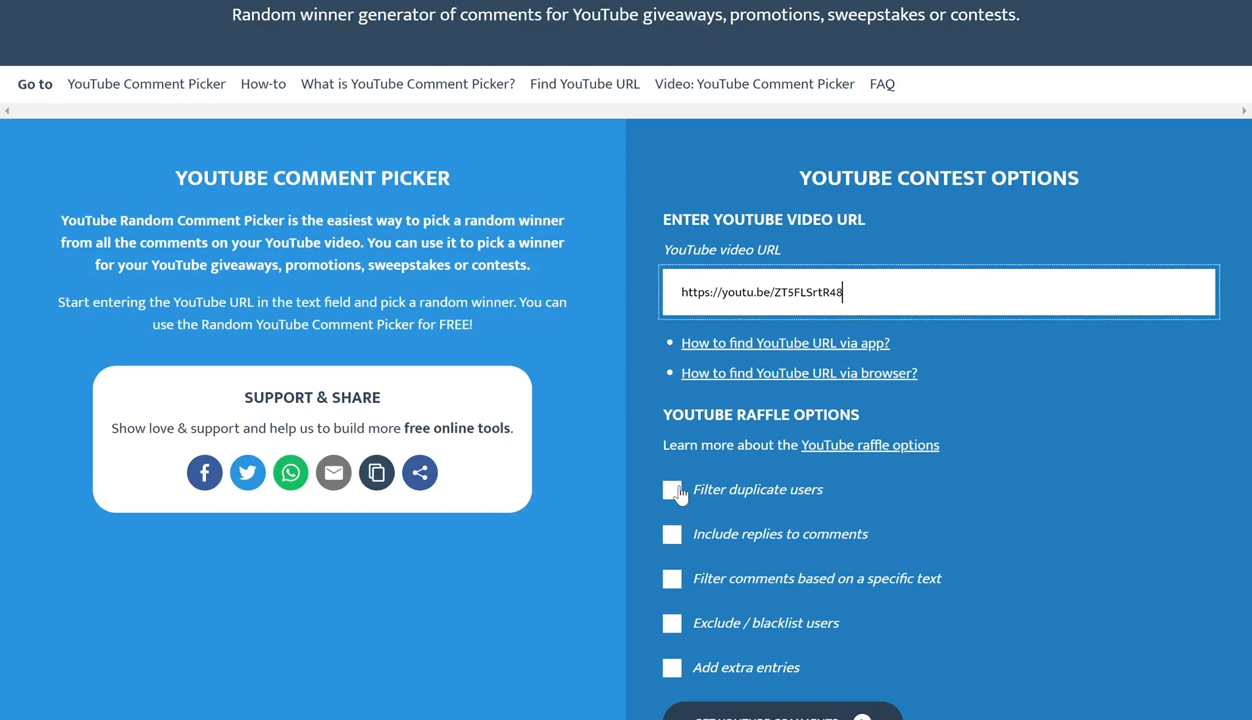 Random winner generator of comments for YouTube giveaways, promotions, sweepstakes or contests.
Go to YouTube Comment Picker How-to What is YouTube Comment Picker? Find YouTube URL Video: YouTube Comment Picker FAQ
YOUTUBE COMMENT PICKER
YouTube Random Comment Picker is the easiest way to pick a random winner
from all the comments on your YouTube video. You can use it to pick a winner
for your YouTube giveaways, promotions, sweepstakes or contests.
Start entering the YouTube URL in the text field and pick a random winner. You can
use the Random YouTube Comment Picker for FREE!
SUPPORT & SHARE
Show love & support and help us to build more free online tools.
YOUTUBE CONTEST OPTIONS
ENTER YOUTUBE VIDEO URL
YouTube video URL
https://youtu.be/ZT5FLSrtR48
How to find YouTube URL via app?
How to find YouTube URL via browser?
YOUTUBE RAFFLE OPTIONS
Learn more about the YouTube raffle options
Filter duplicate users
Include replies to comments
Filter comments based on a specific text
Exclude / blacklist users
Add extra entries